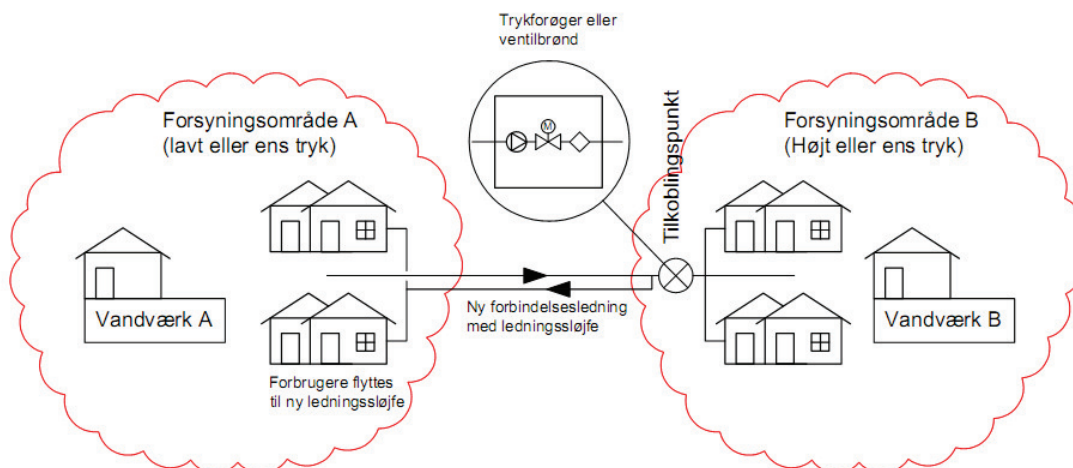 Trykforøger eller
ventilbrønd
Forsyningsområde A
(lavt eller ens tryk)
M
Tilkoblingspunkt
Forsyningsområde B
(Højt eller ens tryk)
Vandværk A
Ny forbindelsesledning
med ledningssløjfe
Vandværk B
Forbrugere flyttes
til ny ledningssløjfe